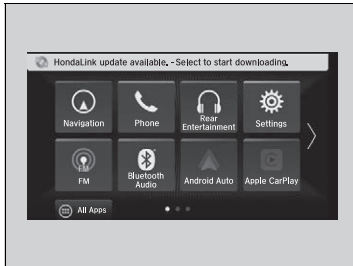 HondaLink update available. - Select to start downloading.
Navigation
Phone
Rear
Entertainment
Settings
FM
FM
Bluetooth
Audio
Android Auto
Apple CarPlay
All Apps